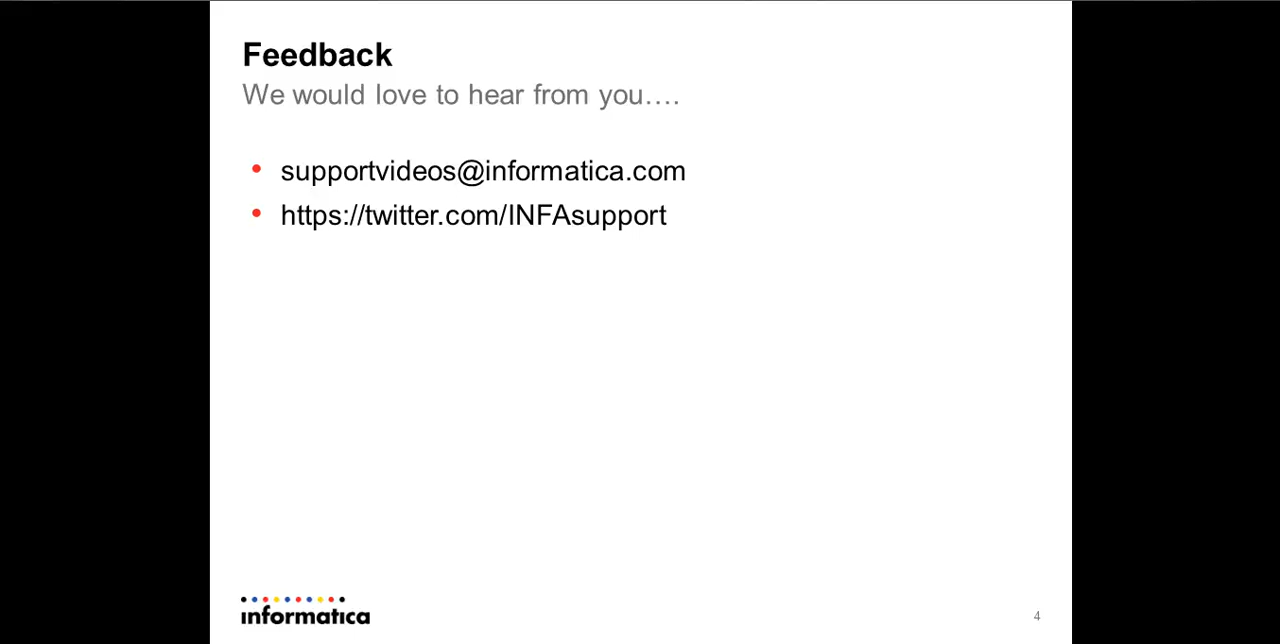 Feedback
We would love to hear from you….
• supportvideos@informatica.com
• https://twitter.com/INFAsupport
informatica
4